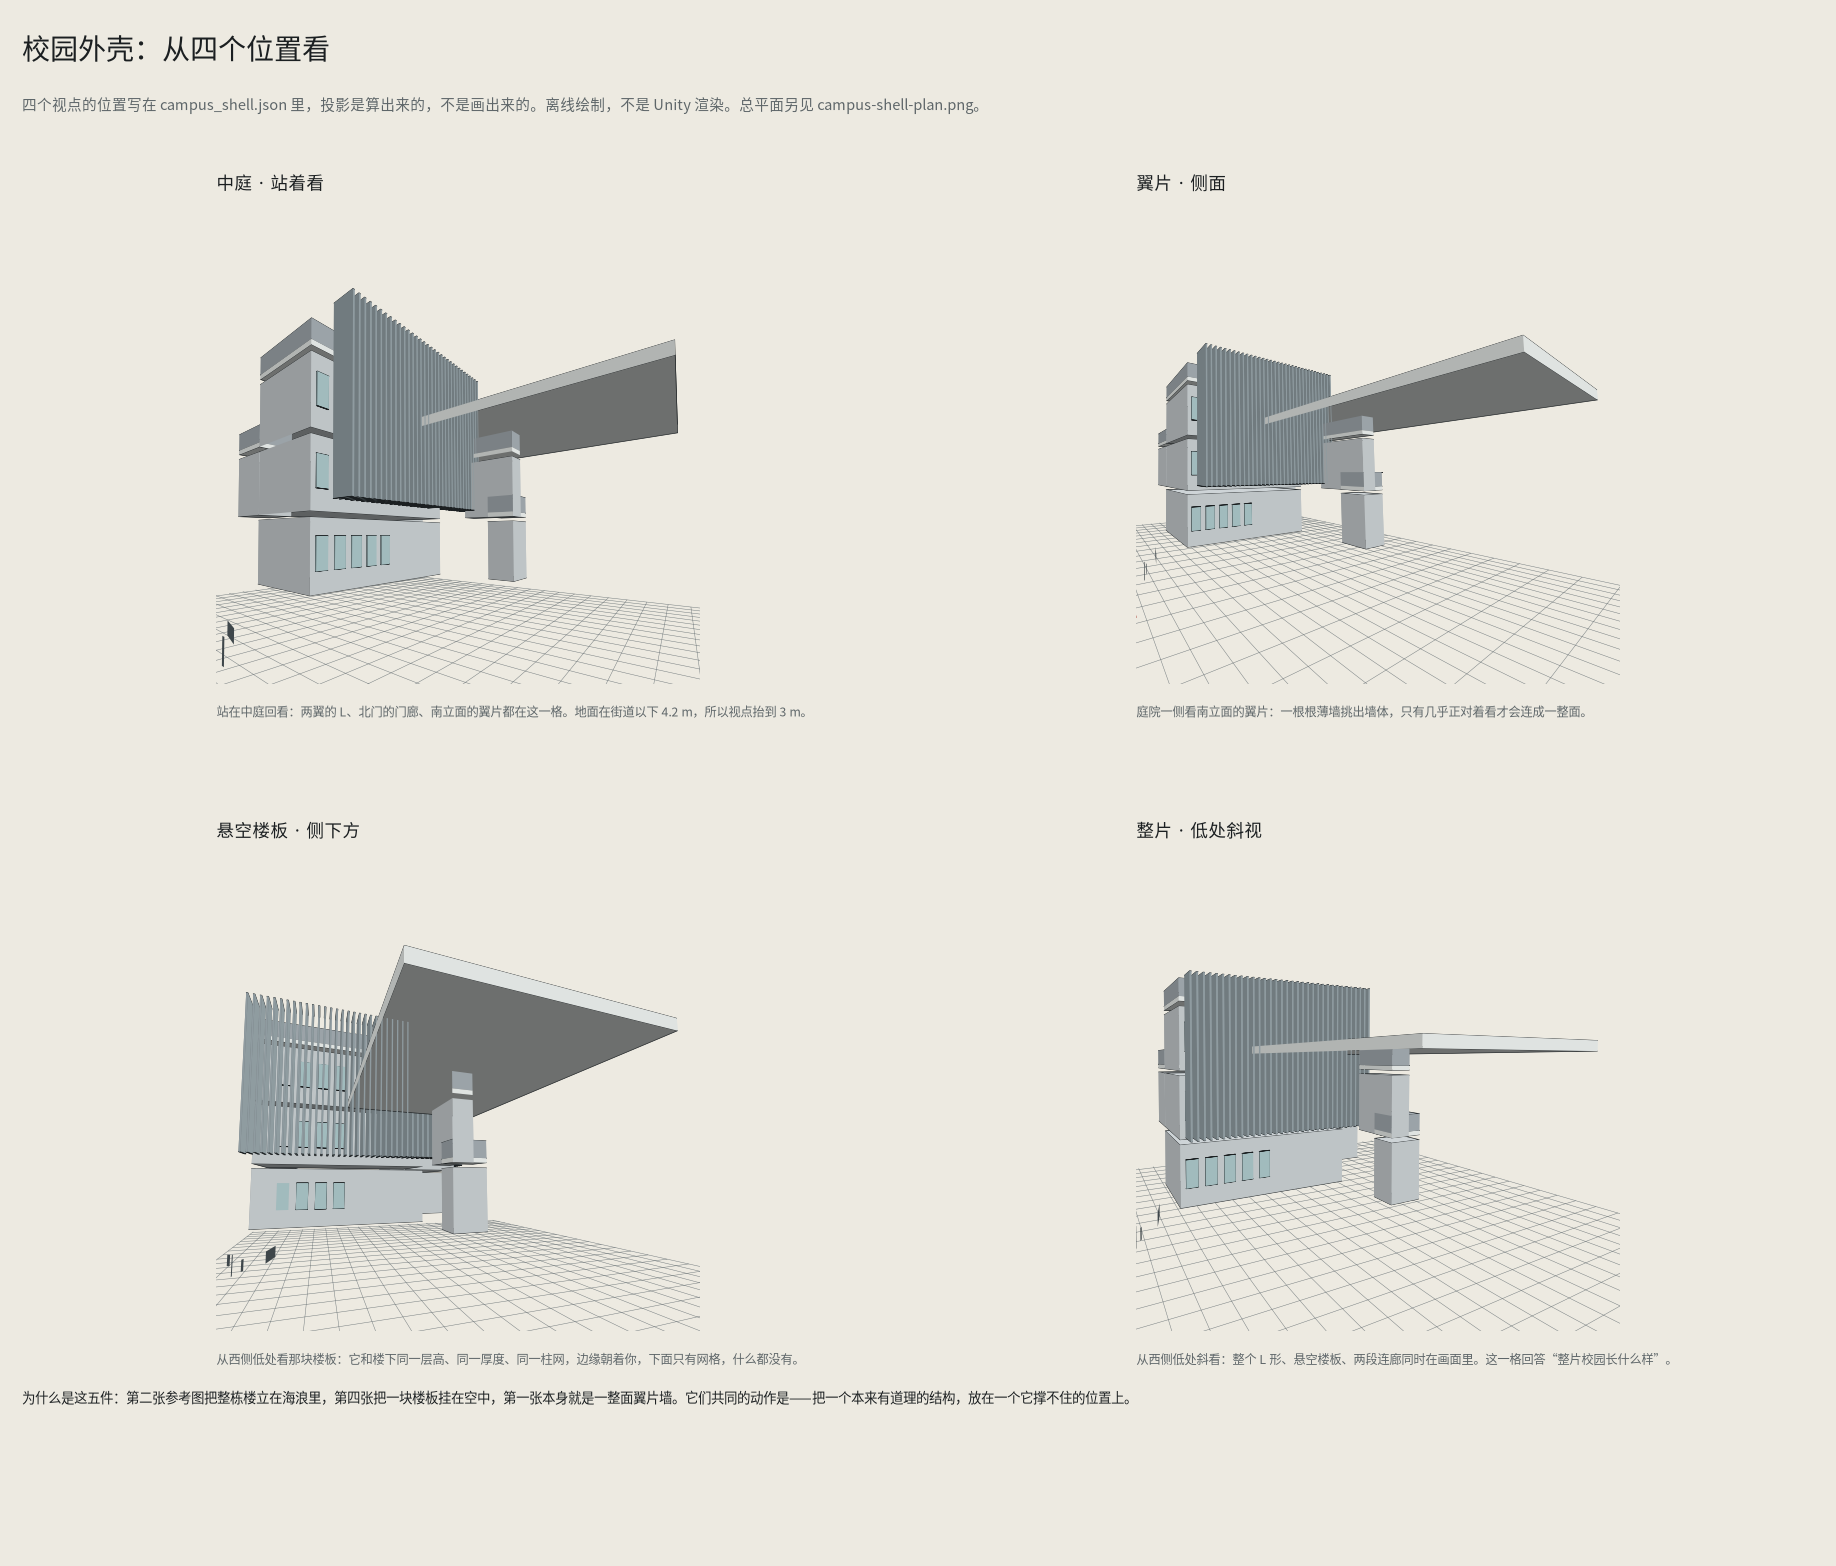 校园外壳：从四个位置看
四个视点的位置写在 campus_shell.json 里，投影是算出来的，不是画出来的。离线绘制，不是 Unity 渲染。总平面另见 campus-shell-plan.png。
中庭 · 站着看
翼片 · 侧面
站在中庭回看：两翼的 L、北门的门廊、南立面的翼片都在这一格。地面在街道以下 4.2 m，所以视点抬到 3 m。
庭院一侧看南立面的翼片：一根根薄墙挑出墙体，只有几乎正对着看才会连成一整面。
悬空楼板 · 侧下方
整片 · 低处斜视
从西侧低处看那块楼板：它和楼下同一层高、同一厚度、同一柱网，边缘朝着你，下面只有网格，什么都没有。
从西侧低处斜看：整个 L 形、悬空楼板、两段连廊同时在画面里。这一格回答“整片校园长什么样”。
为什么是这五件：第二张参考图把整栋楼立在海浪里，第四张把一块楼板挂在空中，第一张本身就是一整面翼片墙。它们共同的动作是——把一个本来有道理的结构，放在一个它撑不住的位置上。